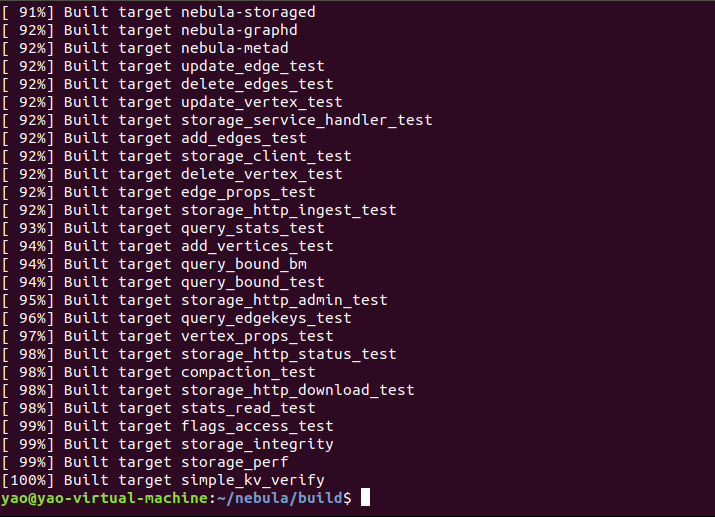 [ 91%] Built target nebula-storaged
[ 92%] Built target nebula-graphd
[ 92%] Built target nebula-metad
[ 92%] Built target update_edge_test
[ 92%] Built target delete_edges_test
[ 92%] Built target update_vertex_test
[ 92%] Built target storage_service_handler_test
[ 92%] Built target add_edges_test
[ 92%] Built target storage_client_test
[ 92%] Built target delete_vertex_test
[ 92%] Built target edge_props_test
[ 92%] Built target storage_http_ingest_test
[ 93%] Built target query_stats_test
[ 94%] Built target add_vertices_test
[ 94%] Built target query_bound_bm
[ 94%] Built target query_bound_test
[ 95%] Built target storage_http_admin_test
[ 96%] Built target query_edgekeys_test
[ 97%] Built target vertex_props_test
[ 98%] Built target storage_http_status_test
[ 98%] Built target compaction_test
[ 98%] Built target storage_http_download_test
[ 98%] Built target stats_read_test
[ 99%] Built target flags_access_test
[ 99%] Built target storage_integrity
[ 99%] Built target storage_perf
[100%] Built target simple_kv_verify
yao@yao-virtual-machine:~/nebula/build$